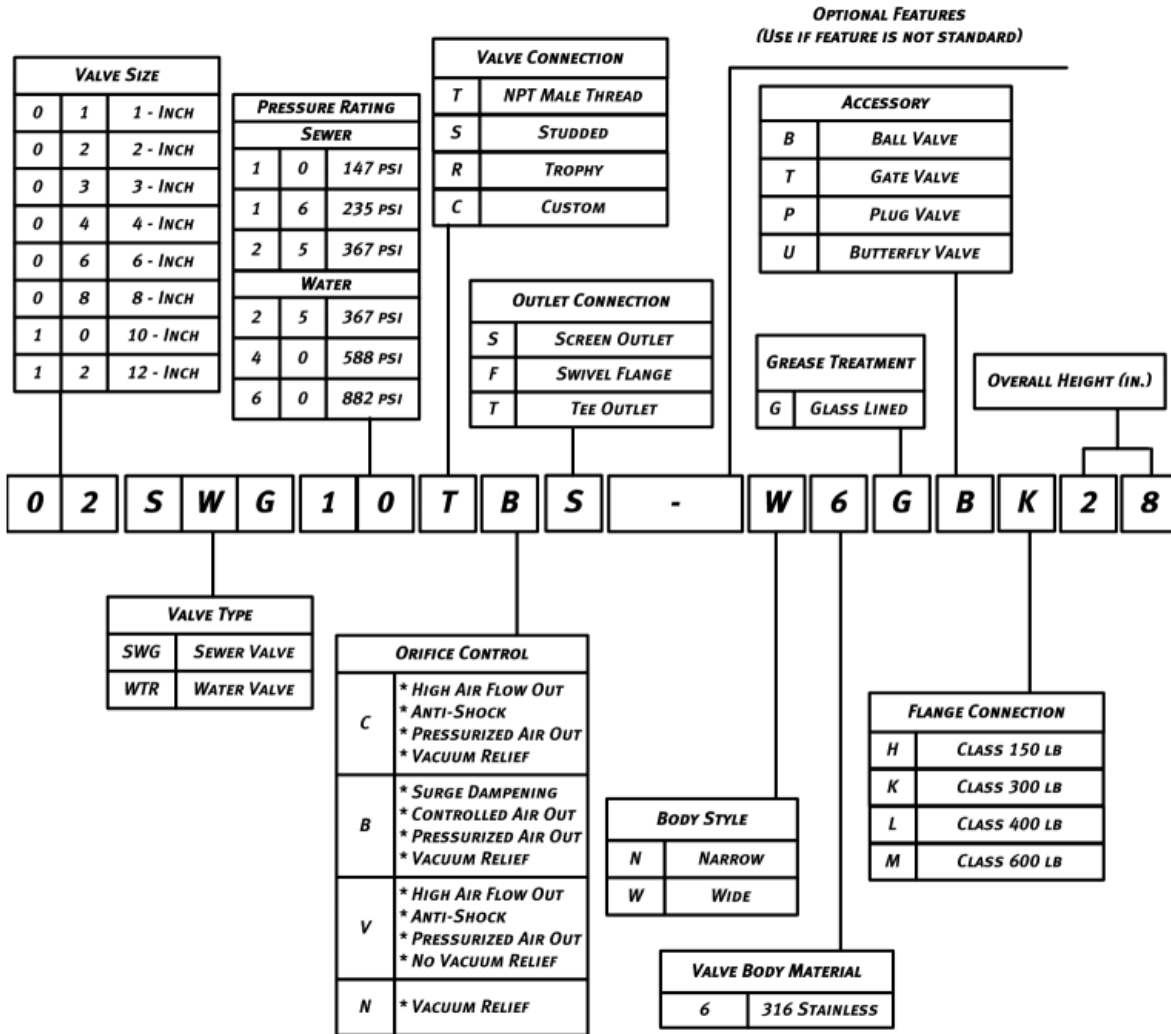 OPTIONAL FEATURES
(USE IF FEATURE IS NOT STANDARD)
VALVE SIZE
0 1 1 - INCH
0 2 2 - INCH
0 3 3 - INCH
0 4 4 - INCH
0 6 6 - INCH
0 8 8 - INCH
1 0 10 - INCH
1 2 12 - INCH
PRESSURE RATING
SEWER
1 0 147 PSI
1 6 235 PSI
2 5 367 PSI
WATER
2 5 367 PSI
4 0 588 PSI
6 0 882 PSI
VALVE CONNECTION
T NPT MALE THREAD
S STUDDED
R TROPHY
C CUSTOM
OUTLET CONNECTION
S SCREEN OUTLET
F SWIVEL FLANGE
T TEE OUTLET
ACCESSORY
B BALL VALVE
T GATE VALVE
P PLUG VALVE
U BUTTERFLY VALVE
GREASE TREATMENT
G GLASS LINED
OVERALL HEIGHT (IN.)
0 2 S W G 1 0 T B S - W 6 G B K 2 8
VALVE TYPE
SWG SEWER VALVE
WTR WATER VALVE
ORIFICE CONTROL
C
* HIGH AIR FLOW OUT
* ANTI-SHOCK
* PRESSURIZED AIR OUT
* VACUUM RELIEF
B
* SURGE DAMPENING
* CONTROLLED AIR OUT
* PRESSURIZED AIR OUT
* VACUUM RELIEF
V
* HIGH AIR FLOW OUT
* ANTI-SHOCK
* PRESSURIZED AIR OUT
* NO VACUUM RELIEF
N * VACUUM RELIEF
BODY STYLE
N NARROW
W WIDE
VALVE BODY MATERIAL
6 316 STAINLESS
FLANGE CONNECTION
H CLASS 150 LB
K CLASS 300 LB
L CLASS 400 LB
M CLASS 600 LB